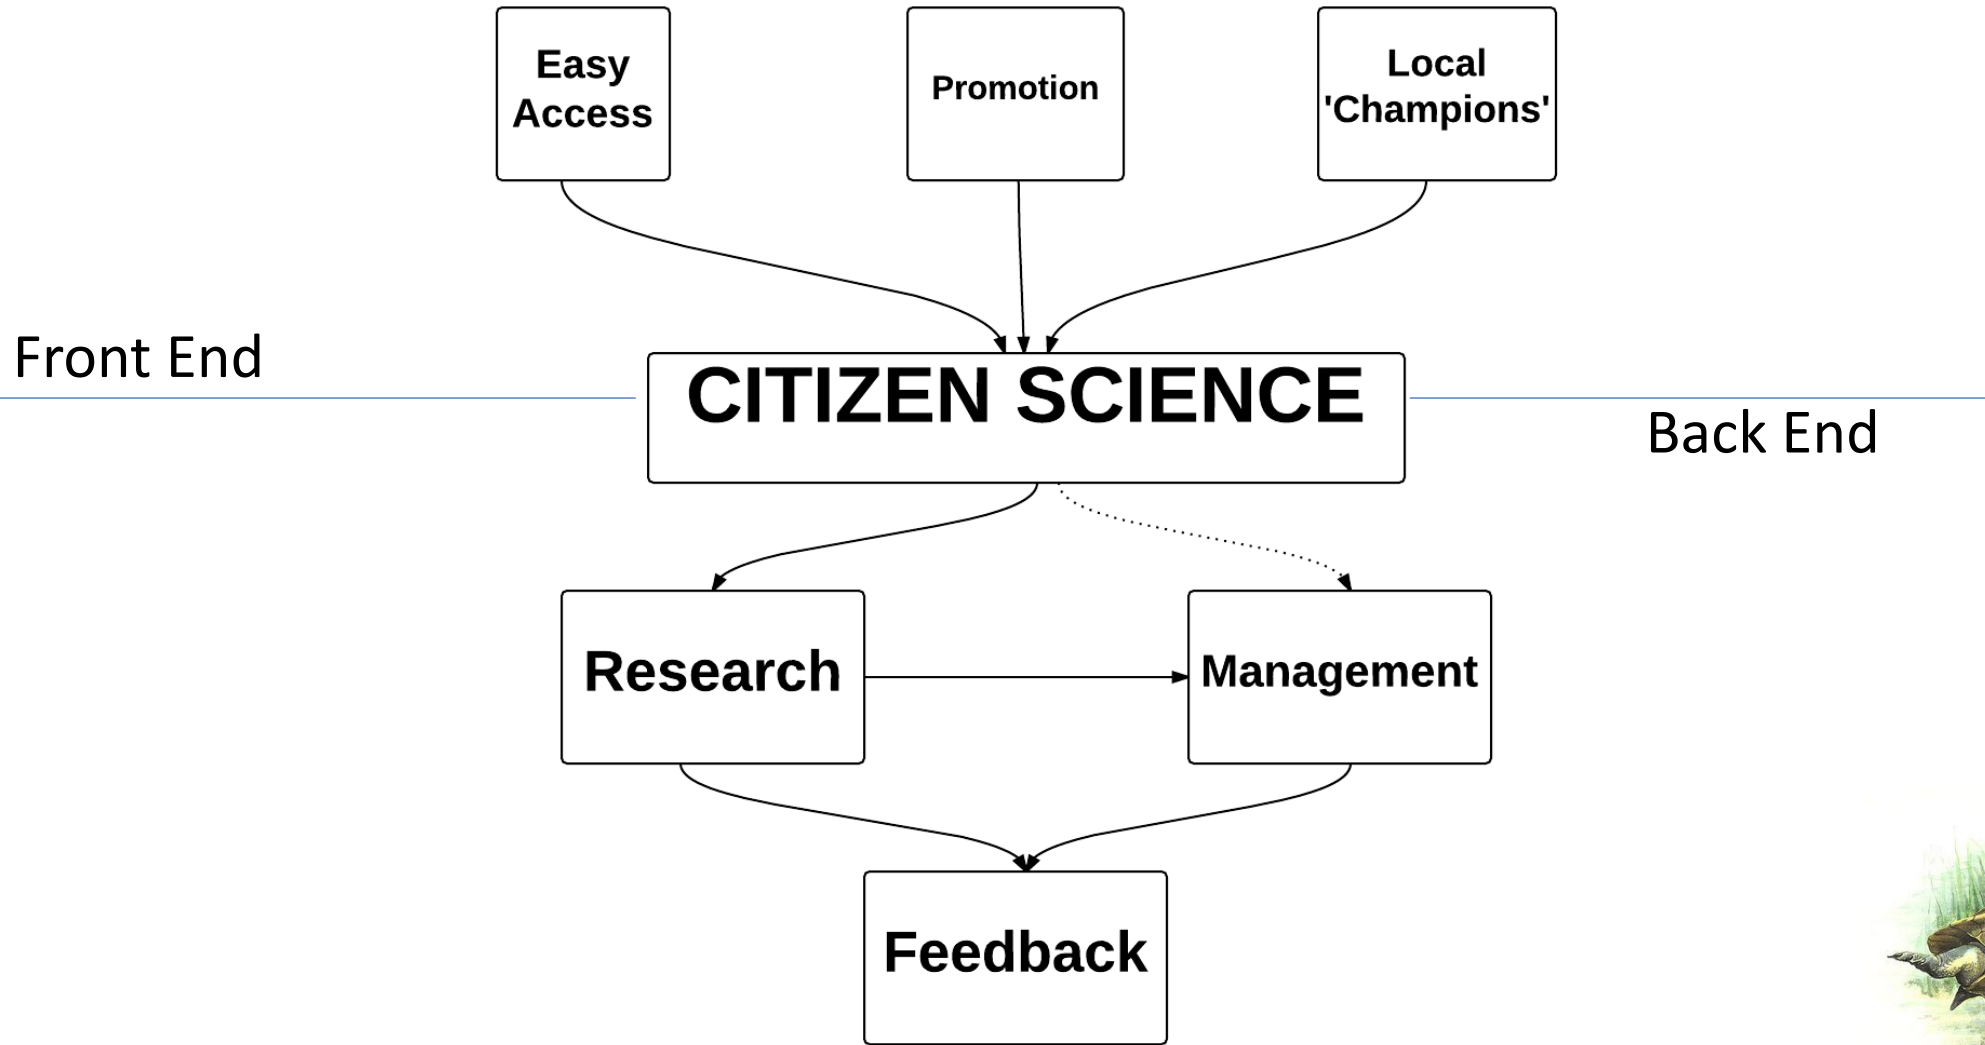 Easy
Access
Promotion
Local
'Champions'
Front End
CITIZEN SCIENCE
Back End
Research
Management
Feedback